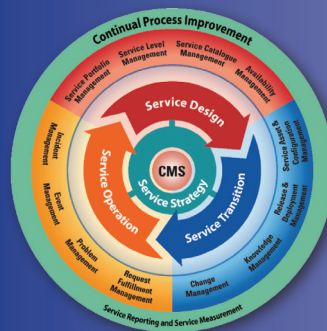 Continual Process Improvement
Service Portfolio
Management
Service Level
Management
Service Catalogue
Management
Availability
Management
Service Asset &
Configuration
Management
Release &
Deployment
Management
Knowledge
Management
Change
Management
Request
Fulfillment
Management
Problem
Management
Event
Management
Incident
Management
Service Design
Service Transition
Service Operation
Service Strategy
CMS
Service Reporting and Service Measurement